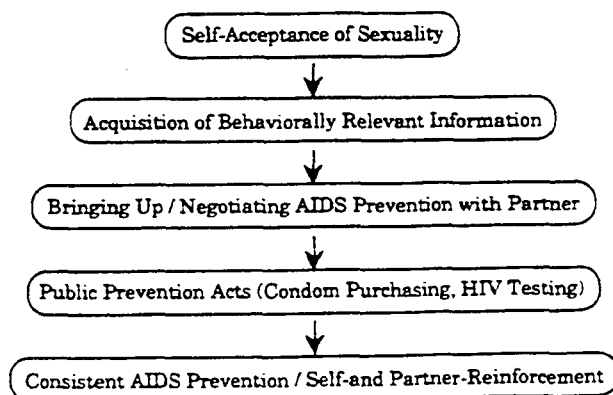 Self-Acceptance of Sexuality
Acquisition of Behaviorally Relevant Information
Bringing Up / Negotiating AIDS Prevention with Partner
Public Prevention Acts (Condom Purchasing, HIV Testing)
Consistent AIDS Prevention / Self-and Partner-Reinforcement